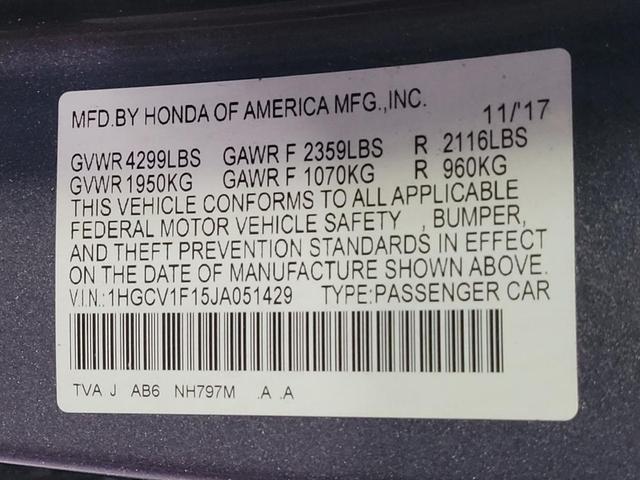 MFD.BY HONDA OF AMERICA MFG.,INC. 11/'17
GVWR 4299LBS GAWR F 2359LBS R 2116LBS
GVWR 1950KG GAWR F 1070KG R 960KG
THIS VEHICLE CONFORMS TO ALL APPLICABLE
FEDERAL MOTOR VEHICLE SAFETY , BUMPER,
AND THEFT PREVENTION STANDARDS IN EFFECT
ON THE DATE OF MANUFACTURE SHOWN ABOVE.
V.I.N.:1HGCV1F15JA051429 TYPE:PASSENGER CAR
TVA J AB6 NH797M .A .A